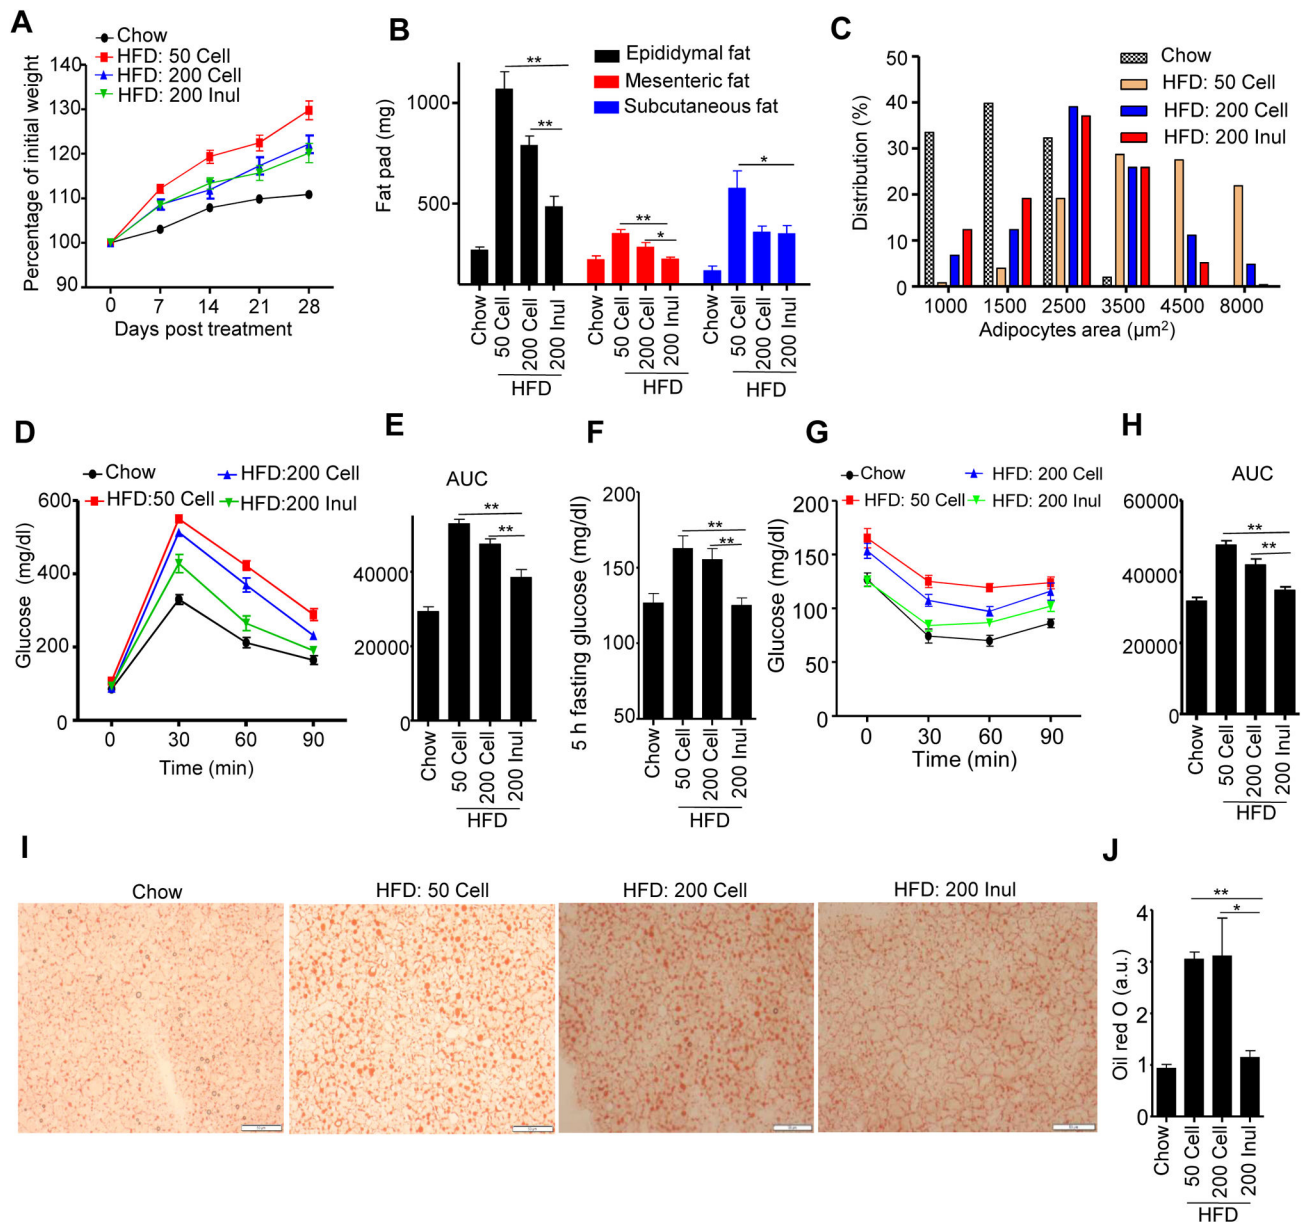 A
Chow
HFD: 50 Cell
HFD: 200 Cell
HFD: 200 Inul
Percentage of initial weight
140
130
120
110
100
90
0 7 14 21 28
Days post treatment
B
Epididymal fat
Mesenteric fat
Subcutaneous fat
Fat pad (mg)
1000
500
** ** ** * *
Chow 50 Cell 200 Cell 200 Inul Chow 50 Cell 200 Cell 200 Inul Chow 50 Cell 200 Cell 200 Inul
HFD HFD HFD
C
Chow
HFD: 50 Cell
HFD: 200 Cell
HFD: 200 Inul
Distribution (%)
50
40
30
20
10
0
1000 1500 2500 3500 4500 8000
Adipocytes area (µm²)
D
Chow HFD:200 Cell
HFD:50 Cell HFD:200 Inul
Glucose (mg/dl)
600
400
200
0
0 30 60 90
Time (min)
E
AUC
**
**
40000
20000
0
Chow 50 Cell 200 Cell 200 Inul
HFD
F
5 h fasting glucose (mg/dl)
200
150
100
50
**
**
Chow 50 Cell 200 Cell 200 Inul
HFD
G
Chow HFD: 200 Cell
HFD: 50 Cell HFD: 200 Inul
Glucose (mg/dl)
200
150
100
50
0
0 30 60 90
Time (min)
H
AUC
60000
40000
20000
0
**
**
Chow 50 Cell 200 Cell 200 Inul
HFD
I
Chow HFD: 50 Cell HFD: 200 Cell HFD: 200 Inul
J
Oil red O (a.u.)
4
3
2
1
0
**
*
Chow 50 Cell 200 Cell 200 Inul
HFD